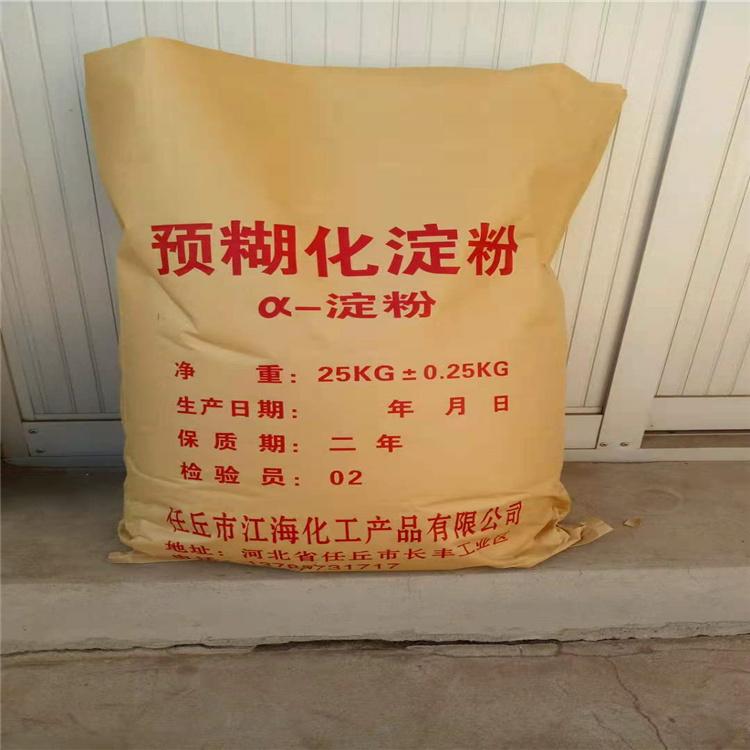 预糊化淀粉
α-淀粉
净 重: 25KG±0.25KG
生产日期: 年 月 日
保质期: 二年
检验员: 02
任丘市江海化工产品有限公司
地址: 河北省任丘市长丰工业区